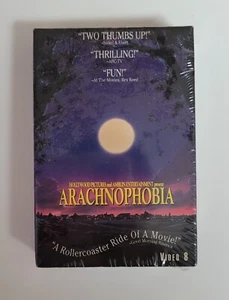 "TWO THUMBS UP!"
"THRILLING!"
"FUN!"
HOLLYWOOD PICTURES and AMBLIN ENTERTAINMENT present
ARACHNOPHOBIA
"A Rollercoaster Ride Of A Movie!"
VIDEO 8